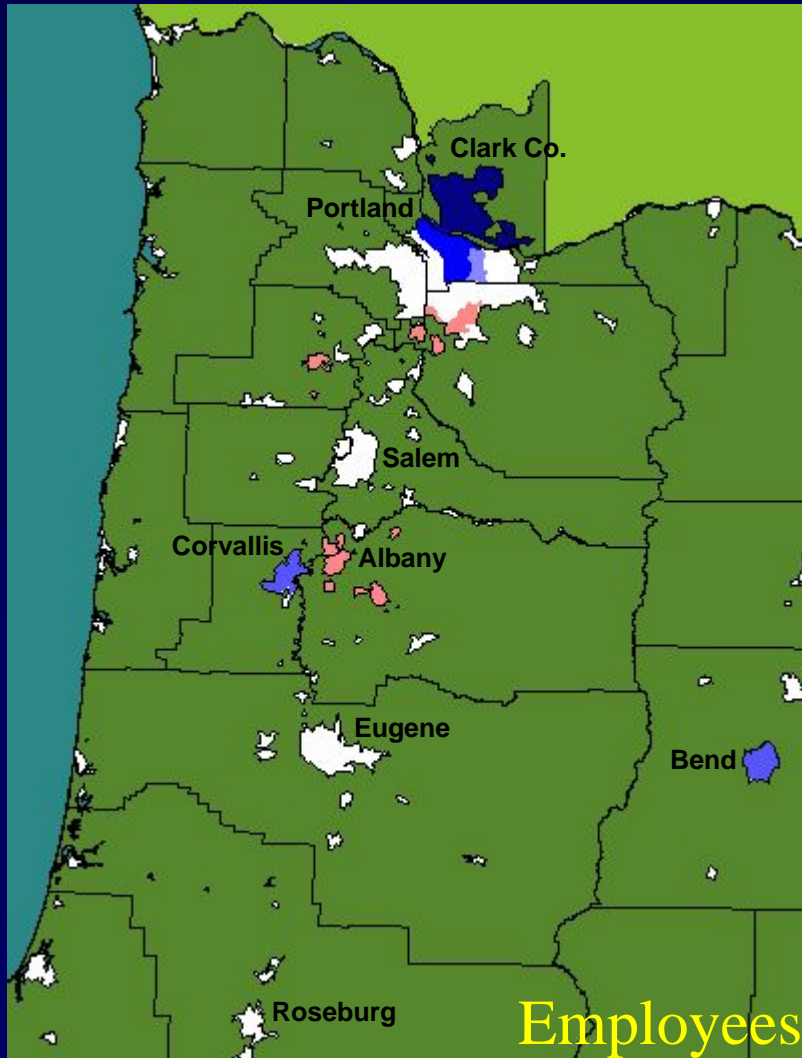 Clark Co.
Portland
Salem
Corvallis
Albany
Eugene
Bend
Roseburg
Employees